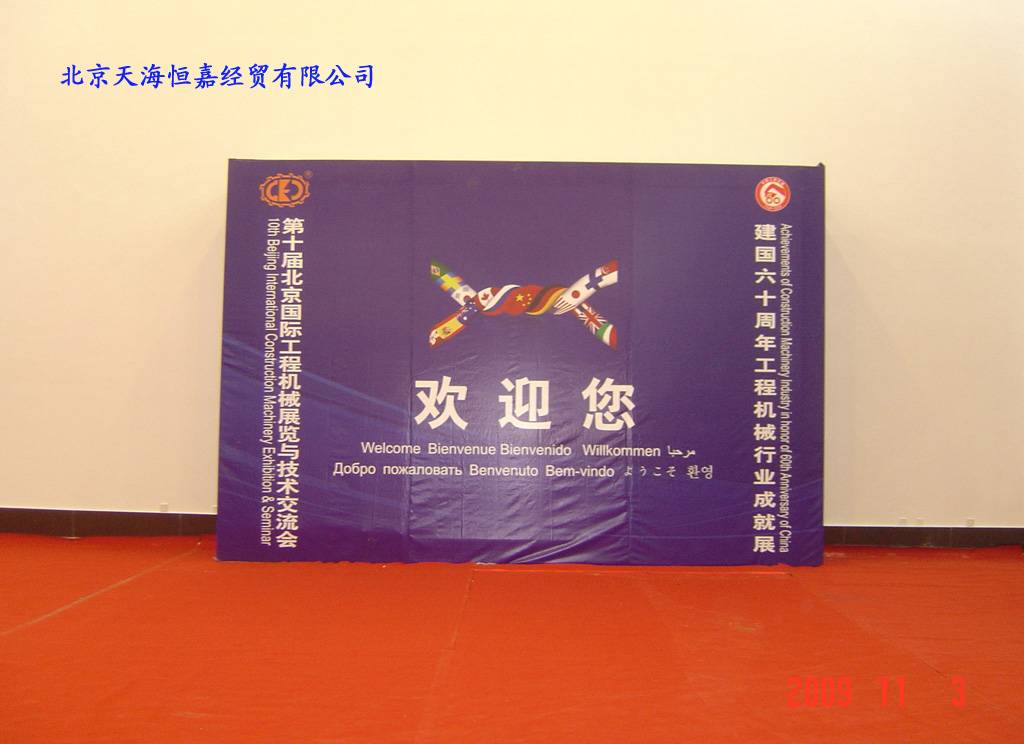 北京天海恒嘉经贸有限公司
CEC
®
第十届北京国际工程机械展览与技术交流会
10th Beijing International Construction Machinery Exhibition & Seminar
欢迎您
Welcome Bienvenue Bienvenido Willkommen مرحبا
Добро пожаловать Benvenuto Bem-vindo ようこそ 환영
Achievements of Construction Machinery Industry in honor of 60th Anniversary of China
建国六十周年工程机械行业成就展
2009 11 3